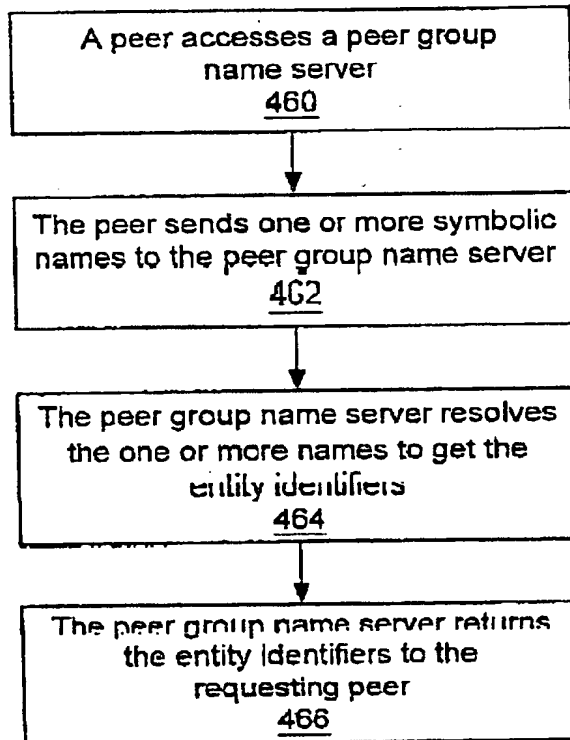 A peer accesses a peer group
name server
460
The peer sends one or more symbolic
names to the peer group name server
462
The peer group name server resolves
the one or more names to get the
entity identifiers
464
The peer group name server returns
the entity identifiers to the
requesting peer
466